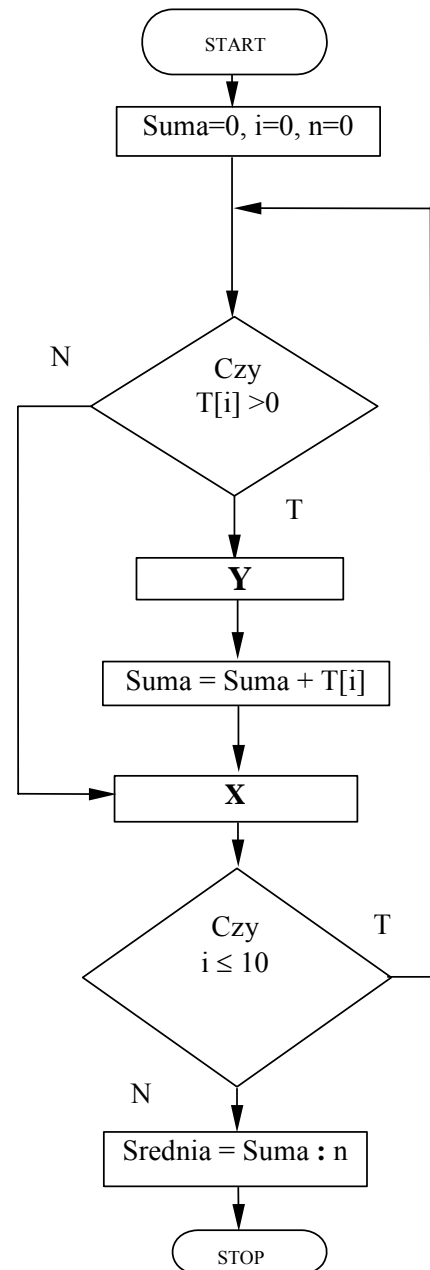 START
Suma=0, i=0, n=0
N
Czy
T[i] >0
T
Y
Suma = Suma + T[i]
X
Czy
i ≤ 10
T
N
Srednia = Suma : n
STOP